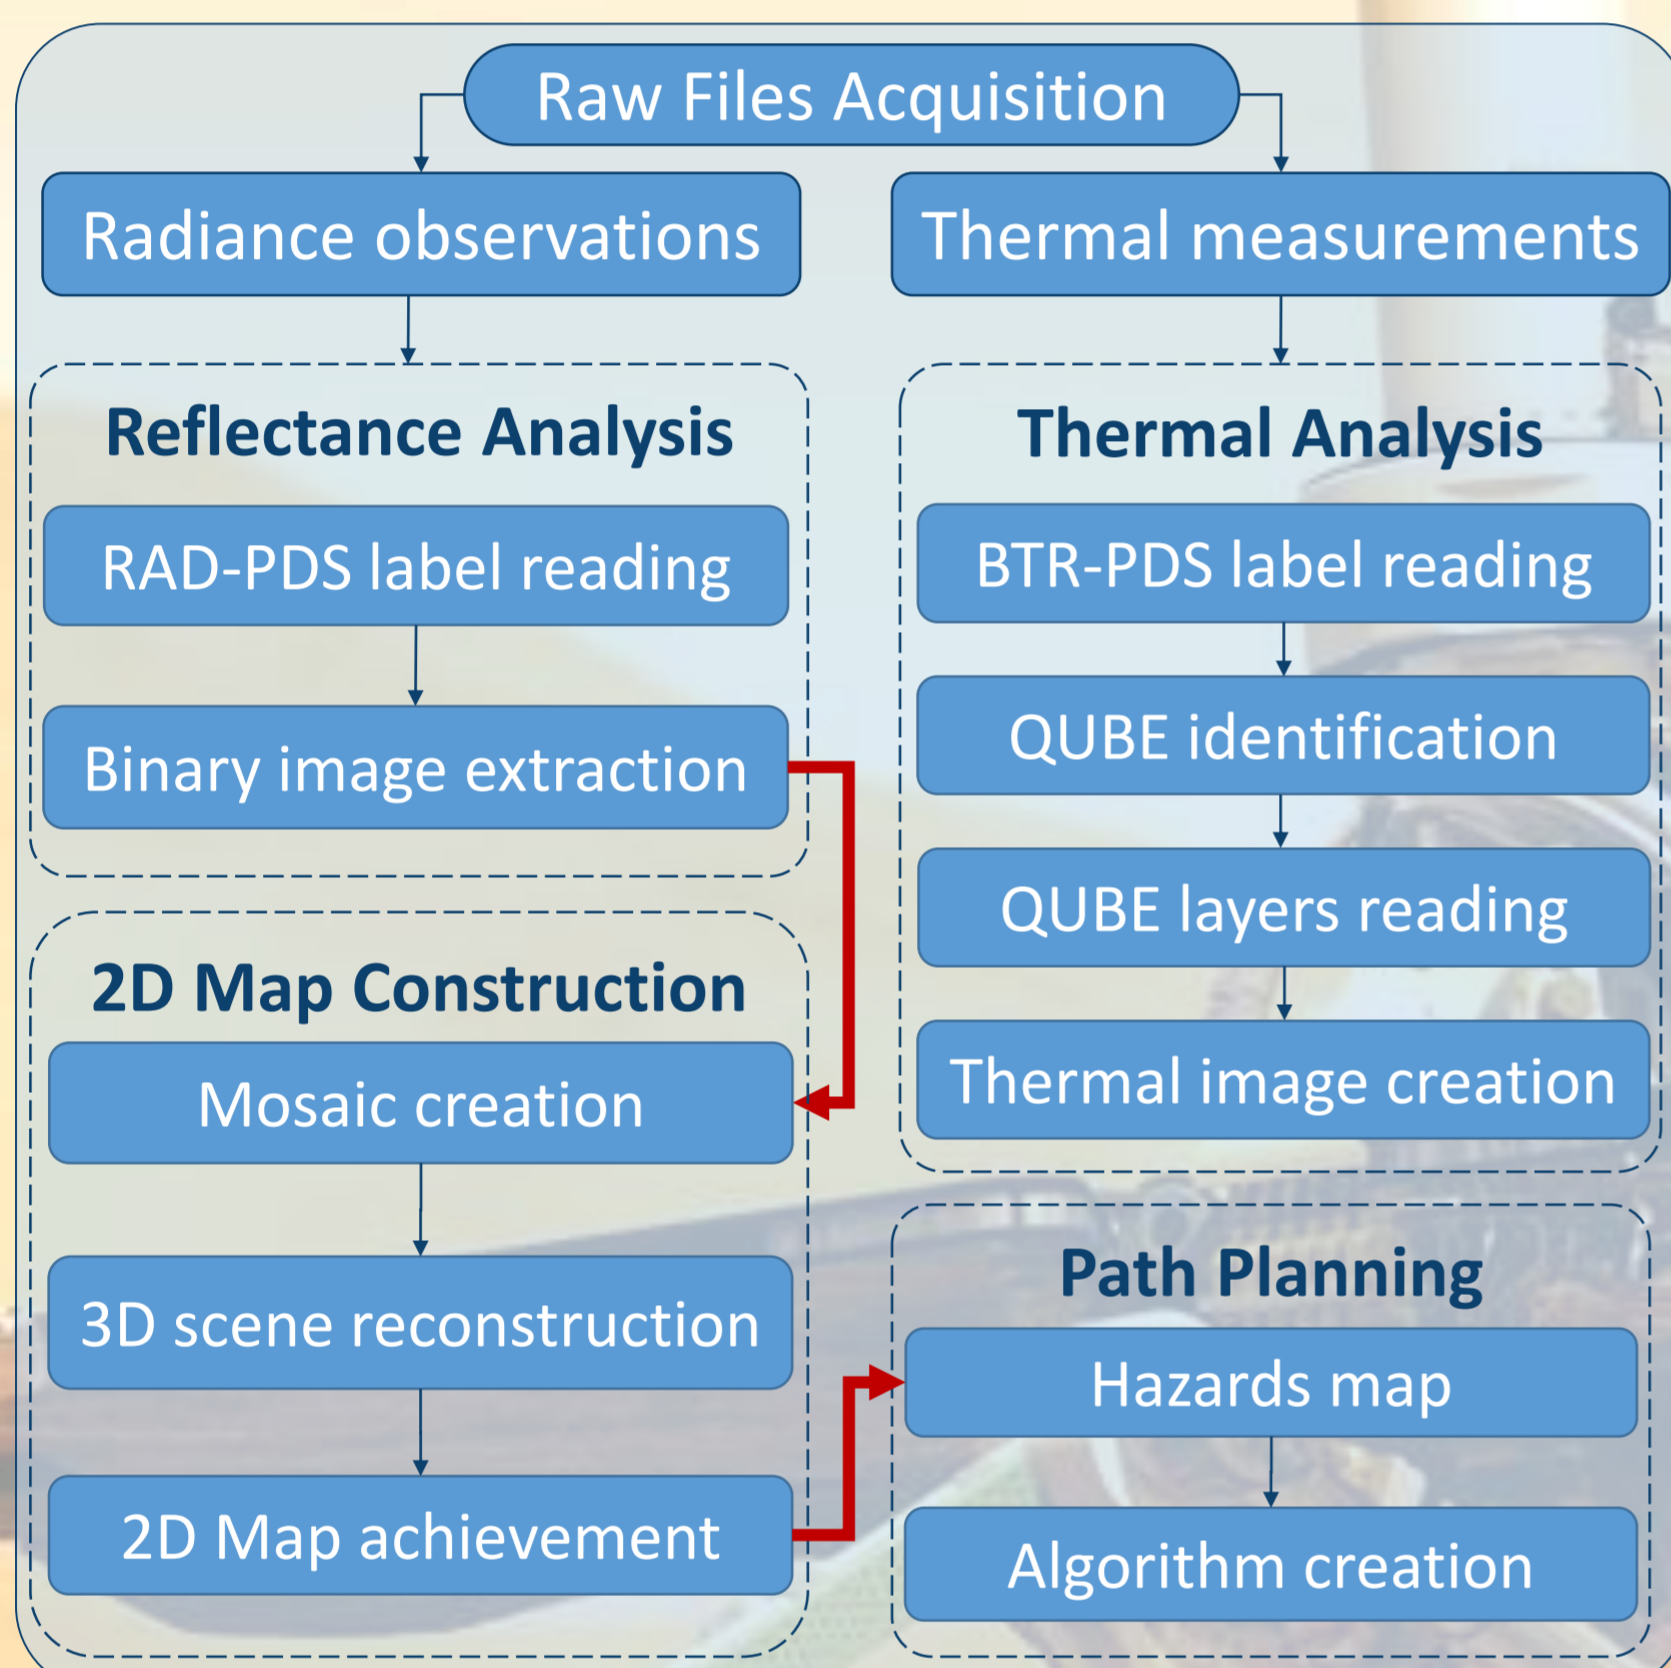 Raw Files Acquisition
Radiance observations
Thermal measurements
Reflectance Analysis
RAD-PDS label reading
Binary image extraction
2D Map Construction
Mosaic creation
3D scene reconstruction
2D Map achievement
Thermal Analysis
BTR-PDS label reading
QUBE identification
QUBE layers reading
Thermal image creation
Path Planning
Hazards map
Algorithm creation